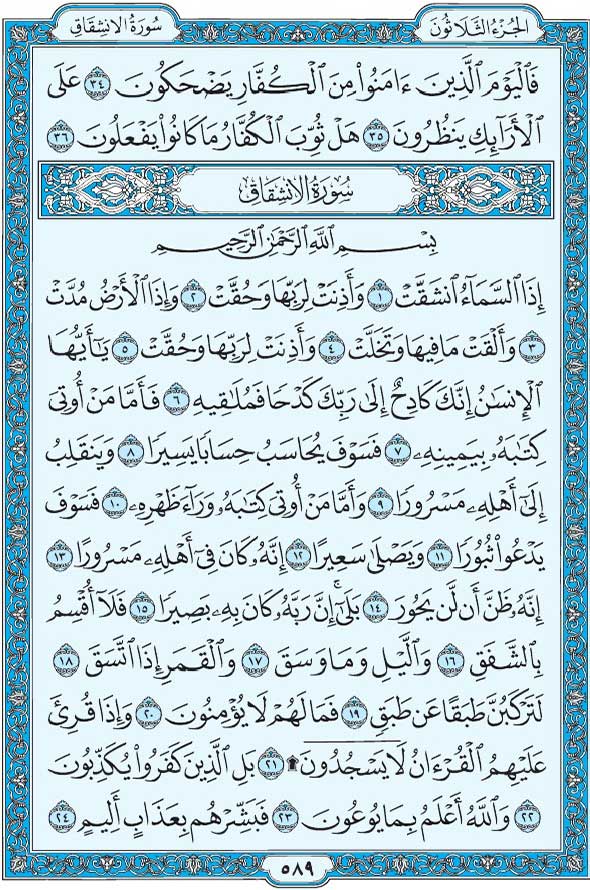 الجُزْءُ الثَّلَاثُونَ سُورَةُ الِانْشِقَاقِ
فَٱلْيَوْمَ ٱلَّذِينَ ءَامَنُوا۟ مِنَ ٱلْكُفَّارِ يَضْحَكُونَ ٣٤ عَلَى
ٱلْأَرَآئِكِ يَنظُرُونَ ٣٥ هَلْ ثُوِّبَ ٱلْكُفَّارُ مَا كَانُوا۟ يَفْعَلُونَ ٣٦
سُورَةُ الِانْشِقَاقِ
بِسْمِ ٱللَّهِ ٱلرَّحْمَٰنِ ٱلرَّحِيمِ
إِذَا ٱلسَّمَآءُ ٱنشَقَّتْ ١ وَأَذِنَتْ لِرَبِّهَا وَحُقَّتْ ٢ وَإِذَا ٱلْأَرْضُ مُدَّتْ
٣ وَأَلْقَتْ مَا فِيهَا وَتَخَلَّتْ ٤ وَأَذِنَتْ لِرَبِّهَا وَحُقَّتْ ٥ يَٰٓأَيُّهَا
ٱلْإِنسَٰنُ إِنَّكَ كَادِحٌ إِلَىٰ رَبِّكَ كَدْحًا فَمُلَٰقِيهِ ٦ فَأَمَّا مَنْ أُوتِىَ
كِتَٰبَهُۥ بِيَمِينِهِۦ ٧ فَسَوْفَ يُحَاسَبُ حِسَابًا يَسِيرًا ٨ وَيَنقَلِبُ
إِلَىٰٓ أَهْلِهِۦ مَسْرُورًا ٩ وَأَمَّا مَنْ أُوتِىَ كِتَٰبَهُۥ وَرَآءَ ظَهْرِهِۦ ١٠ فَسَوْفَ
يَدْعُوا۟ ثُبُورًا ١١ وَيَصْلَىٰ سَعِيرًا ١٢ إِنَّهُۥ كَانَ فِىٓ أَهْلِهِۦ مَسْرُورًا ١٣
إِنَّهُۥ ظَنَّ أَن لَّن يَحُورَ ١٤ بَلَىٰٓ ۚ إِنَّ رَبَّهُۥ كَانَ بِهِۦ بَصِيرًا ١٥ فَلَآ أُقْسِمُ
بِٱلشَّفَقِ ١٦ وَٱلَّيْلِ وَمَا وَسَقَ ١٧ وَٱلْقَمَرِ إِذَا ٱتَّسَقَ ١٨
لَتَرْكَبُنَّ طَبَقًا عَن طَبَقٍ ١٩ فَمَا لَهُمْ لَا يُؤْمِنُونَ ٢٠ وَإِذَا قُرِئَ
عَلَيْهِمُ ٱلْقُرْءَانُ لَا يَسْجُدُونَ ۩ ٢١ بَلِ ٱلَّذِينَ كَفَرُوا۟ يُكَذِّبُونَ
٢٢ وَٱللَّهُ أَعْلَمُ بِمَا يُوعُونَ ٢٣ فَبَشِّرْهُم بِعَذَابٍ أَلِيمٍ ٢٤
٥٨٩